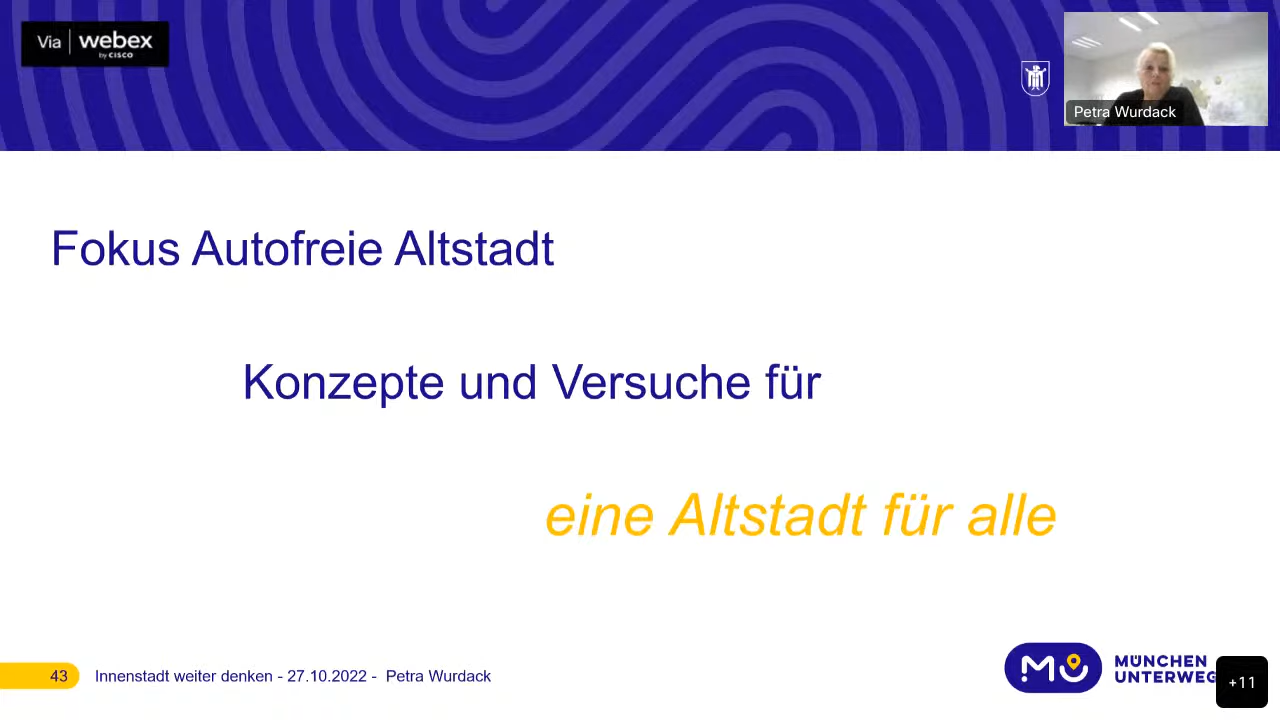 Via webex
by CISCO
Petra Wurdack
Fokus Autofreie Altstadt
Konzepte und Versuche für
eine Altstadt für alle
43 Innenstadt weiter denken - 27.10.2022 - Petra Wurdack
MÜNCHEN
UNTERWEGS
+11